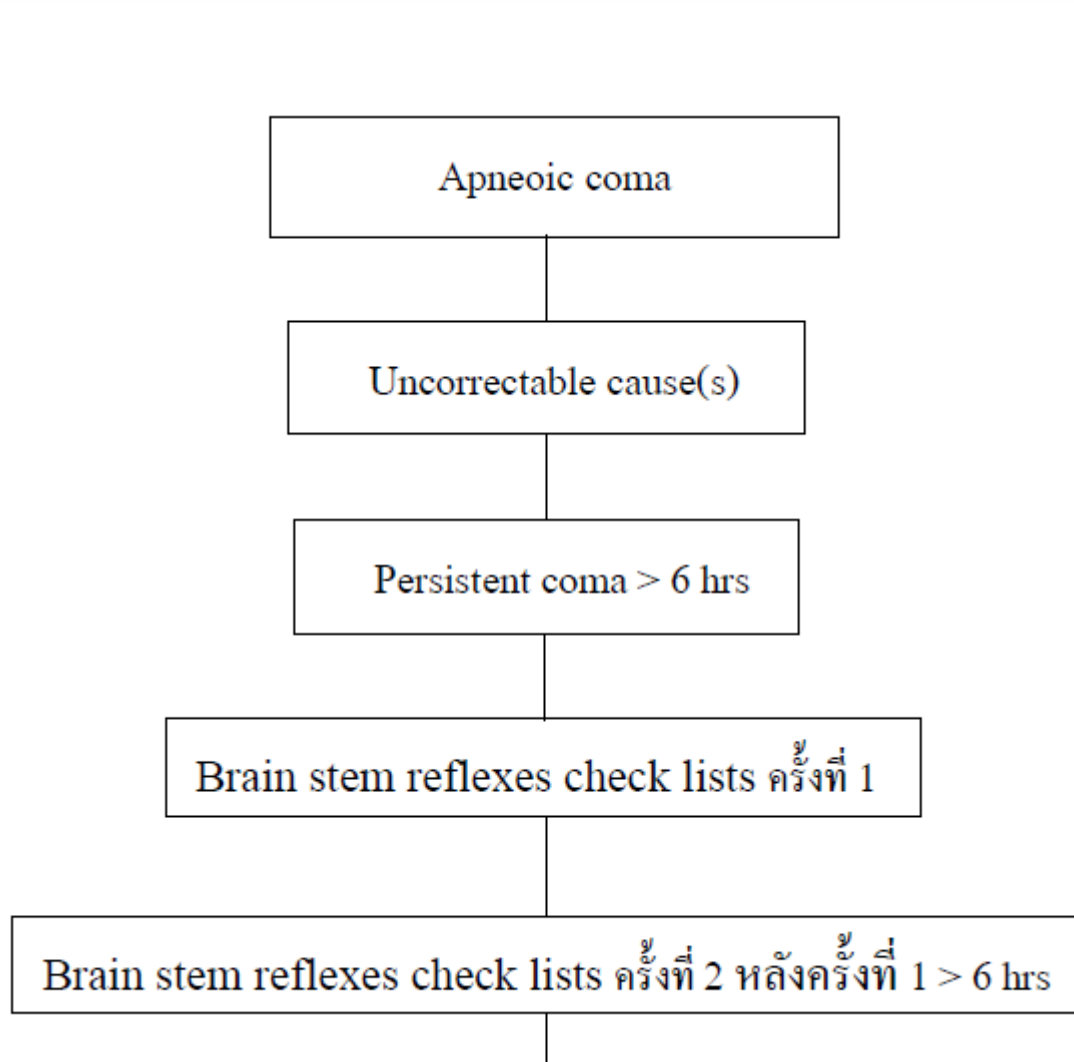 Apneoic coma
Uncorrectable cause(s)
Persistent coma > 6 hrs
Brain stem reflexes check lists ครั้งที่ 1
Brain stem reflexes check lists ครั้งที่ 2 หลังครั้งที่ 1 > 6 hrs